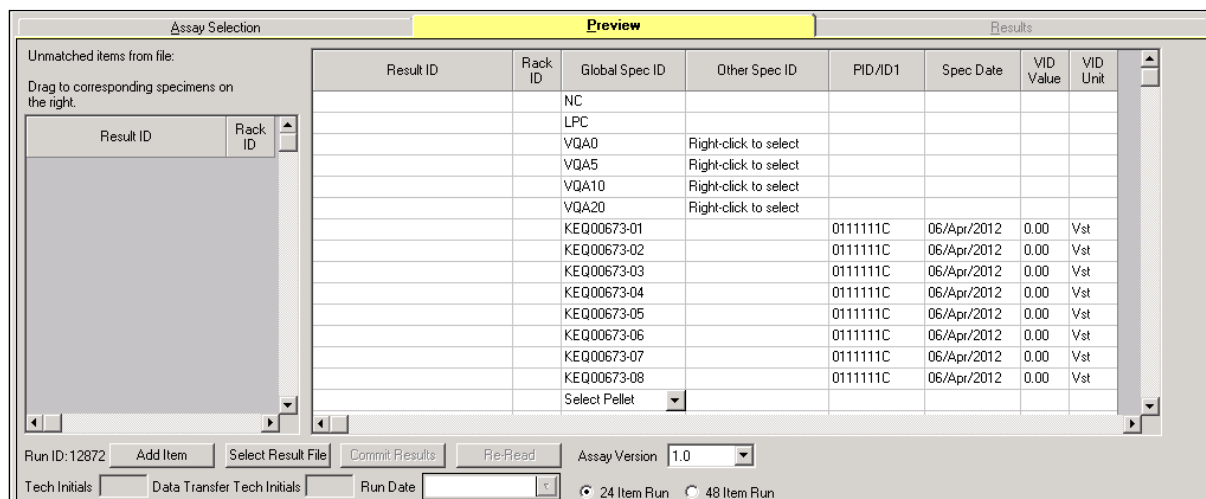 Assay Selection Preview Results
Unmatched items from file:
Drag to corresponding specimens on
the right.
Result ID Rack ID
Result ID Rack ID Global Spec ID Other Spec ID PID/ID1 Spec Date VID Value VID Unit
NC
LPC
VQA0 Right-click to select
VQA5 Right-click to select
VQA10 Right-click to select
VQA20 Right-click to select
KEQ00673-01 0111111C 06/Apr/2012 0.00 Vst
KEQ00673-02 0111111C 06/Apr/2012 0.00 Vst
KEQ00673-03 0111111C 06/Apr/2012 0.00 Vst
KEQ00673-04 0111111C 06/Apr/2012 0.00 Vst
KEQ00673-05 0111111C 06/Apr/2012 0.00 Vst
KEQ00673-06 0111111C 06/Apr/2012 0.00 Vst
KEQ00673-07 0111111C 06/Apr/2012 0.00 Vst
KEQ00673-08 0111111C 06/Apr/2012 0.00 Vst
Select Pellet
Run ID: 12872 Add Item Select Result File Commit Results Re-Read Assay Version 1.0
Tech Initials Data Transfer Tech Initials Run Date 24 Item Run 48 Item Run